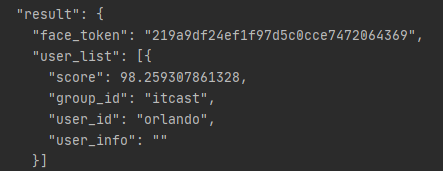 "result": {
"face_token": "219a9df24ef1f97d5c0cce7472064369",
"user_list": [{
"score": 98.259307861328,
"group_id": "itcast",
"user_id": "orlando",
"user_info": ""
}]